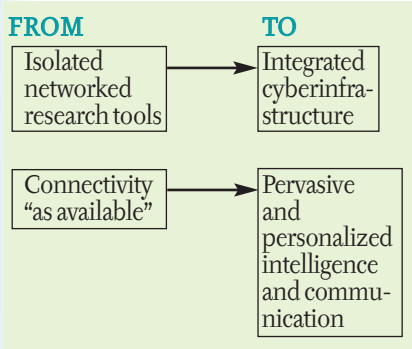 FROM TO
Isolated
networked
research tools
Integrated
cyberinfra-
structure
Connectivity
“as available”
Pervasive
and
personalized
intelligence
and commu-
nication